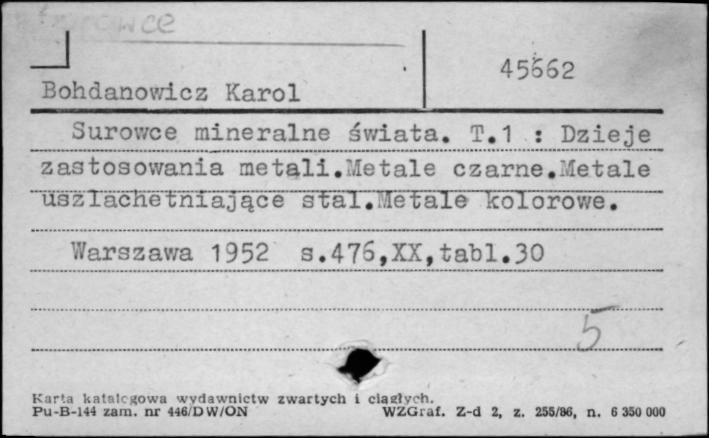 45662
Bohdanowicz Karol
Surowce mineralne świata. T.1 : Dzieje
zastosowania metali.Metale czarne.Metale
uszlachetniające stal.Metale kolorowe.
Warszawa 1952 s.476,XX,tabl.30
5
Karta katalogowa wydawnictw zwartych i ciągłych.
Pu-B-144 zam. nr 446/DW/ON WZGraf. Z-d 2, z. 255/86, n. 6 350 000